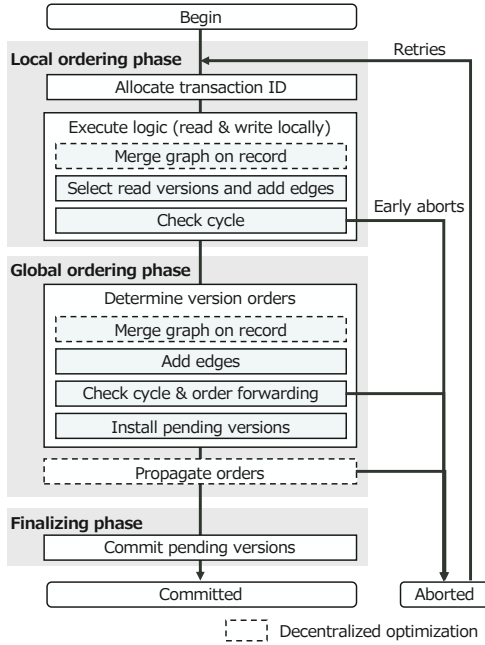 Begin
Retries
Local ordering phase
Allocate transaction ID
Execute logic (read & write locally)
Merge graph on record
Select read versions and add edges
Early aborts
Check cycle
Global ordering phase
Determine version orders
Merge graph on record
Add edges
Check cycle & order forwarding
Install pending versions
Propagate orders
Finalizing phase
Commit pending versions
Committed
Aborted
Decentralized optimization